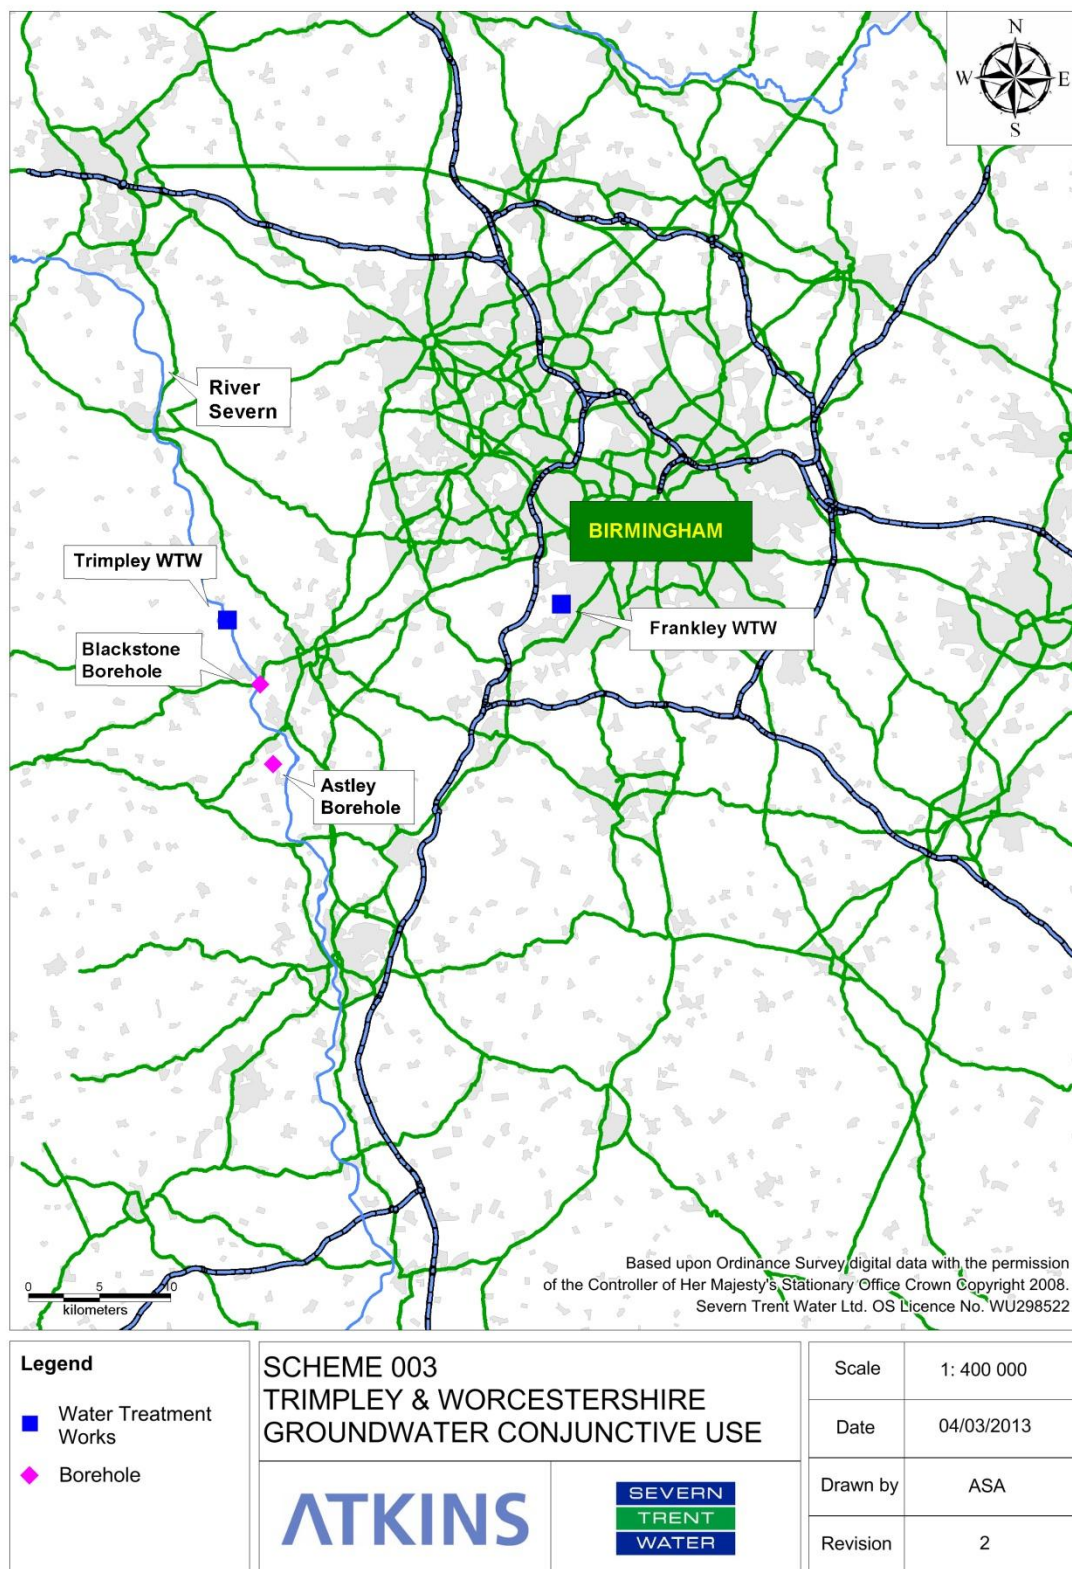 N
W E
S
River
Severn
BIRMINGHAM
Trimpley WTW
Frankley WTW
Blackstone
Borehole
Astley
Borehole
0 5 10
kilometers
Based upon Ordinance Survey digital data with the permission
of the Controller of Her Majesty's Stationary Office Crown Copyright 2008.
Severn Trent Water Ltd. OS Licence No. WU298522
Legend
Water Treatment
Works
Borehole
SCHEME 003
TRIMPLEY & WORCESTERSHIRE
GROUNDWATER CONJUNCTIVE USE
ATKINS
SEVERN
TRENT
WATER
Scale 1: 400 000
Date 04/03/2013
Drawn by ASA
Revision 2